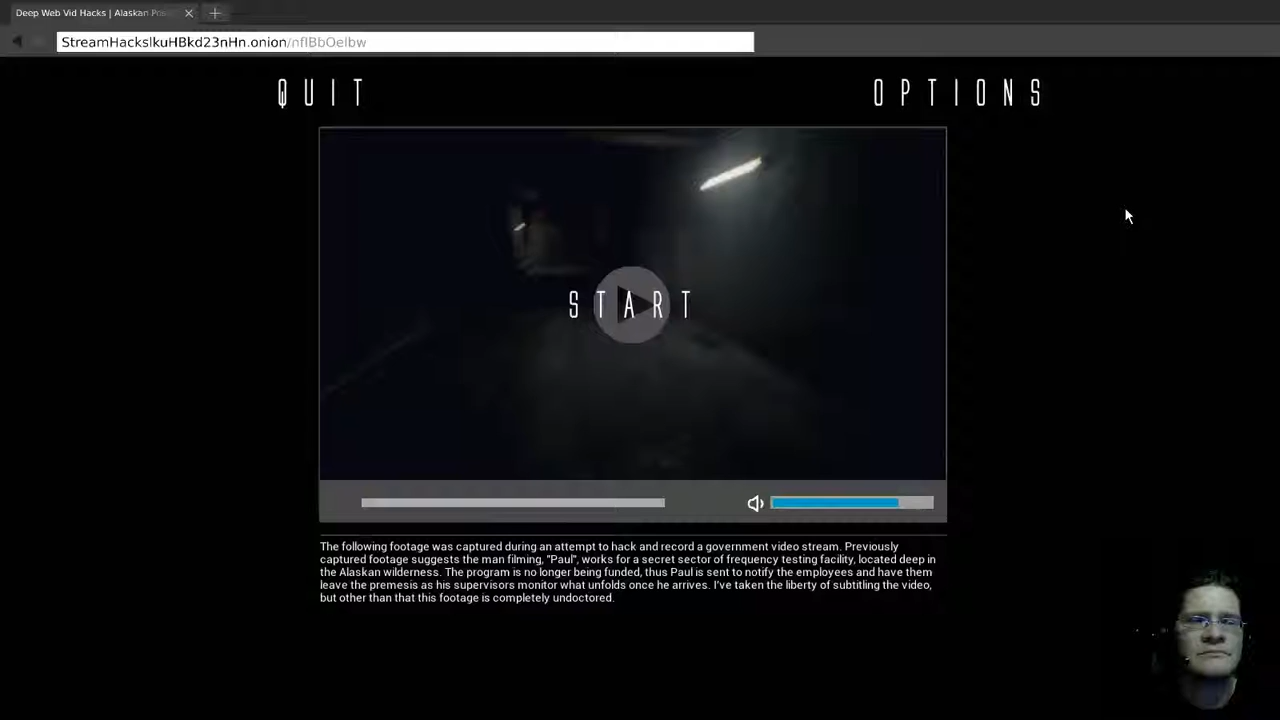 Deep Web Vid Hacks | Alaskan Pos
StreamHackslkuHBkd23nHn.onion/nflBbOelbw
QUIT
OPTIONS
START
The following footage was captured during an attempt to hack and record a government video stream. Previously
captured footage suggests the man filming, "Paul", works for a secret sector of frequency testing facility, located deep in
the Alaskan wilderness. The program is no longer being funded, thus Paul is sent to notify the employees and have them
leave the premesis as his supervisors monitor what unfolds once he arrives. I've taken the liberty of subtitling the video,
but other than that this footage is completely undoctored.